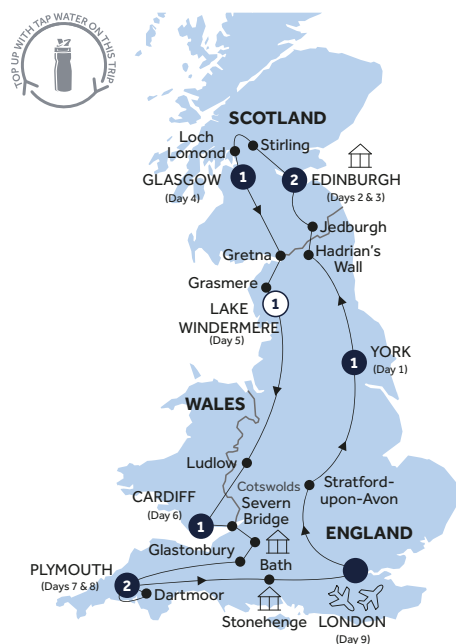 TOP UP WITH TAP WATER ON THIS TRIP
SCOTLAND
Loch
Lomond
Stirling
GLASGOW
(Day 4)
1
2
EDINBURGH
(Days 2 & 3)
Jedburgh
Gretna
Hadrian's
Wall
Grasmere
1
LAKE
WINDERMERE
(Day 5)
1
YORK
(Day 1)
WALES
Ludlow
Cotswolds
Stratford-
upon-Avon
CARDIFF
(Day 6)
1
Severn
Bridge
ENGLAND
Glastonbury
PLYMOUTH
(Days 7 & 8)
2
Bath
Dartmoor
Stonehenge
LONDON
(Day 9)